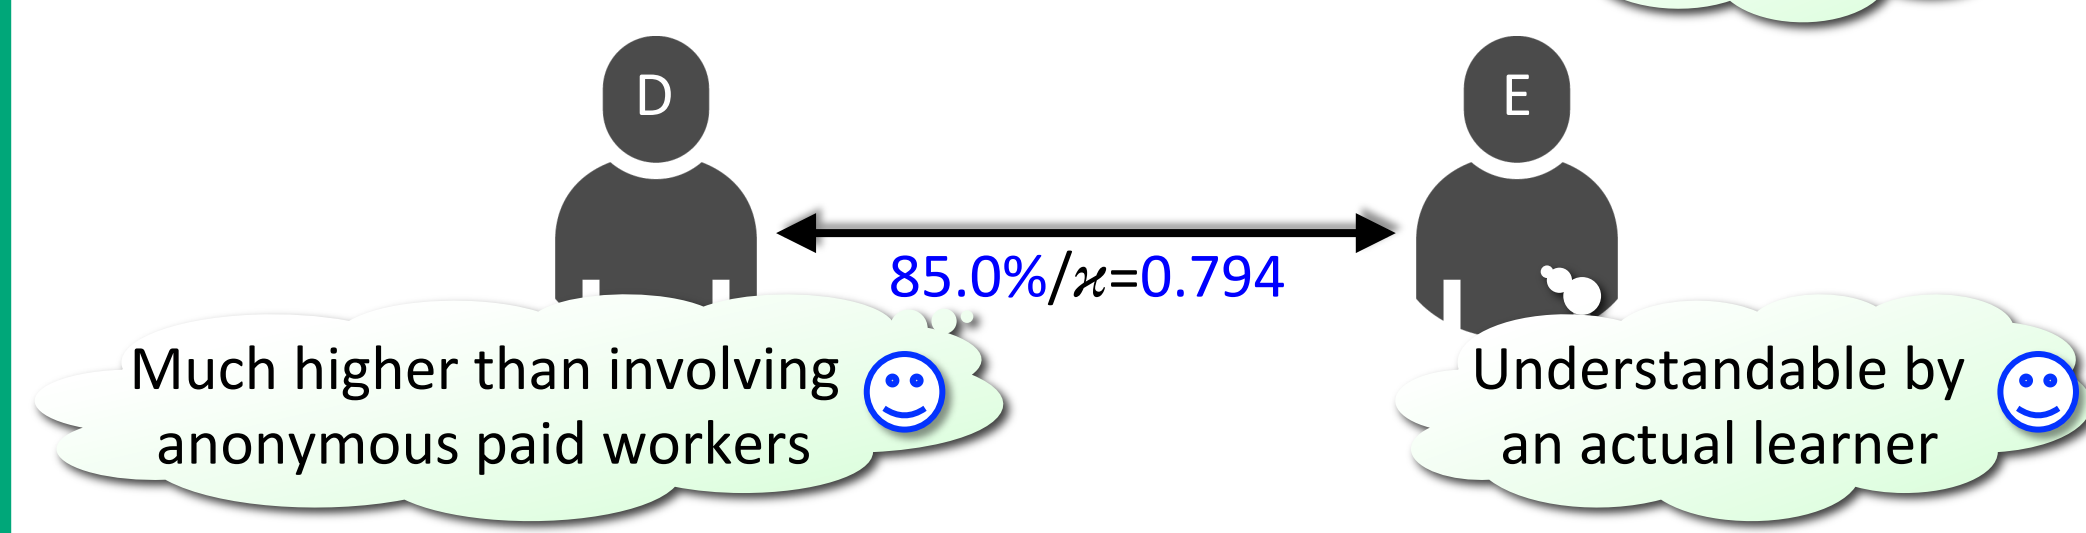 D
E
85.0%/ϰ=0.794
Much higher than involving
anonymous paid workers
Understandable by
an actual learner